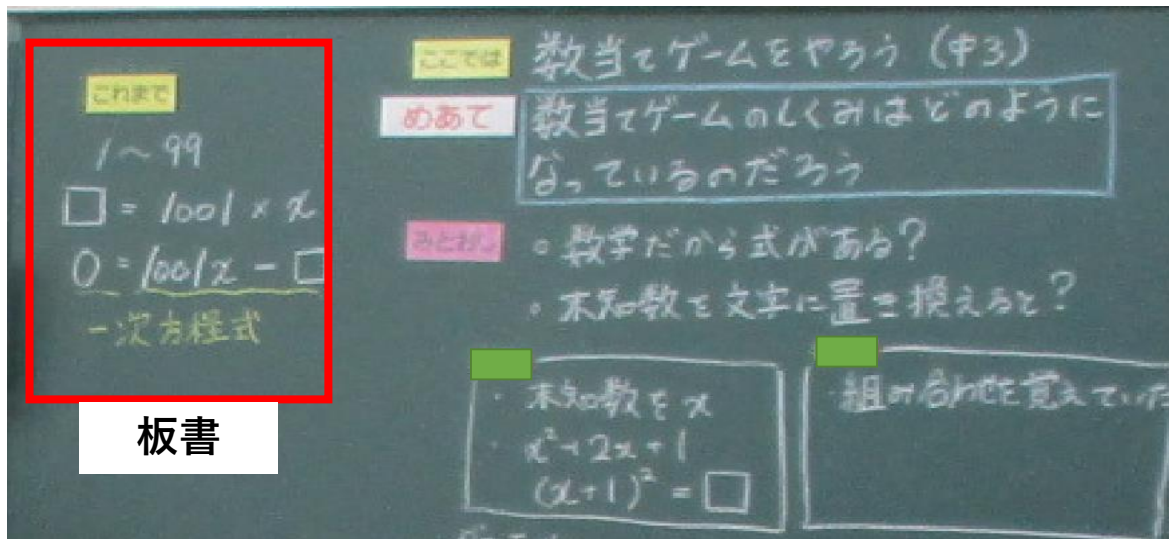 これまで
1～99
□ = 1001 × x
0 = 1001x - □
一次方程式
板書
ここでは 数当てゲームをやろう (中3)
めあて 数当てゲームのしくみはどのように
なっているのだろう
みとおし ・数学だから式がある?
・未知数を文字に置き換えると?
・未知数をx
・x²+2x+1
(x+1)² = □
・組み合わせを覚えていた